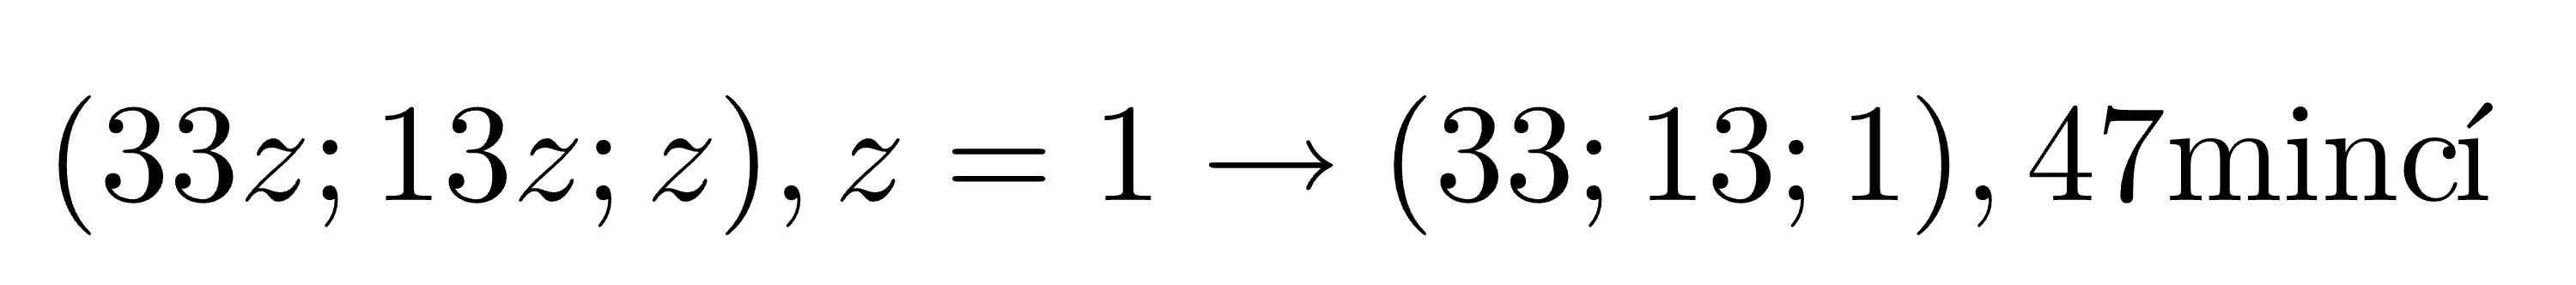 (33z; 13z; z), z = 1 → (33; 13; 1), 47mincí